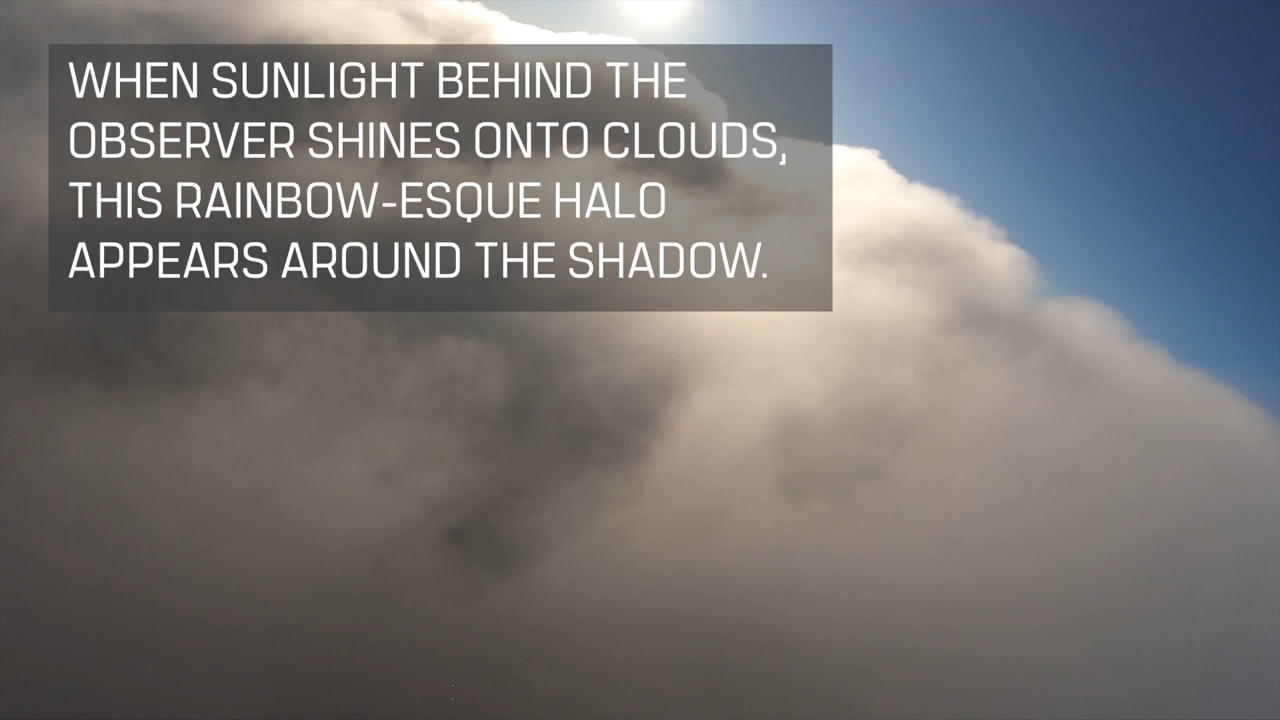 WHEN SUNLIGHT BEHIND THE
OBSERVER SHINES ONTO CLOUDS,
THIS RAINBOW-ESQUE HALO
APPEARS AROUND THE SHADOW.